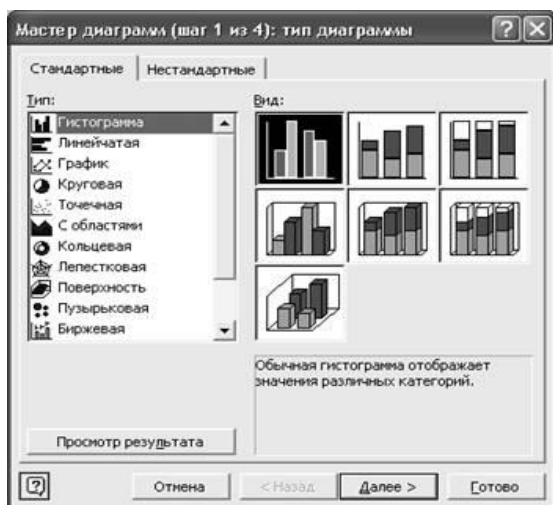 Мастер диаграмм (шаг 1 из 4): тип диаграммы
Стандартные Нестандартные
Тип:
Гистограмма
Линейчатая
График
Круговая
Точечная
С областями
Кольцевая
Лепестковая
Поверхность
Пузырьковая
Биржевая
Вид:
Обычная гистограмма отображает
значения различных категорий.
Просмотр результата
Отмена < Назад Далее > Готово